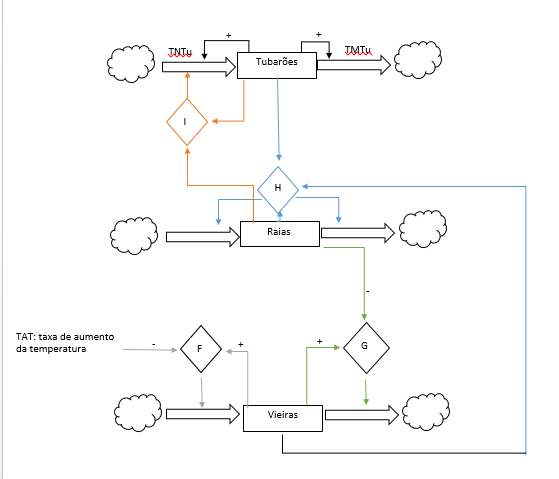 +
+
TNTu
TMTu
Tubarões
I
H
Raias
-
TAT: taxa de aumento
da temperatura
-
+
+
F
G
Vieiras